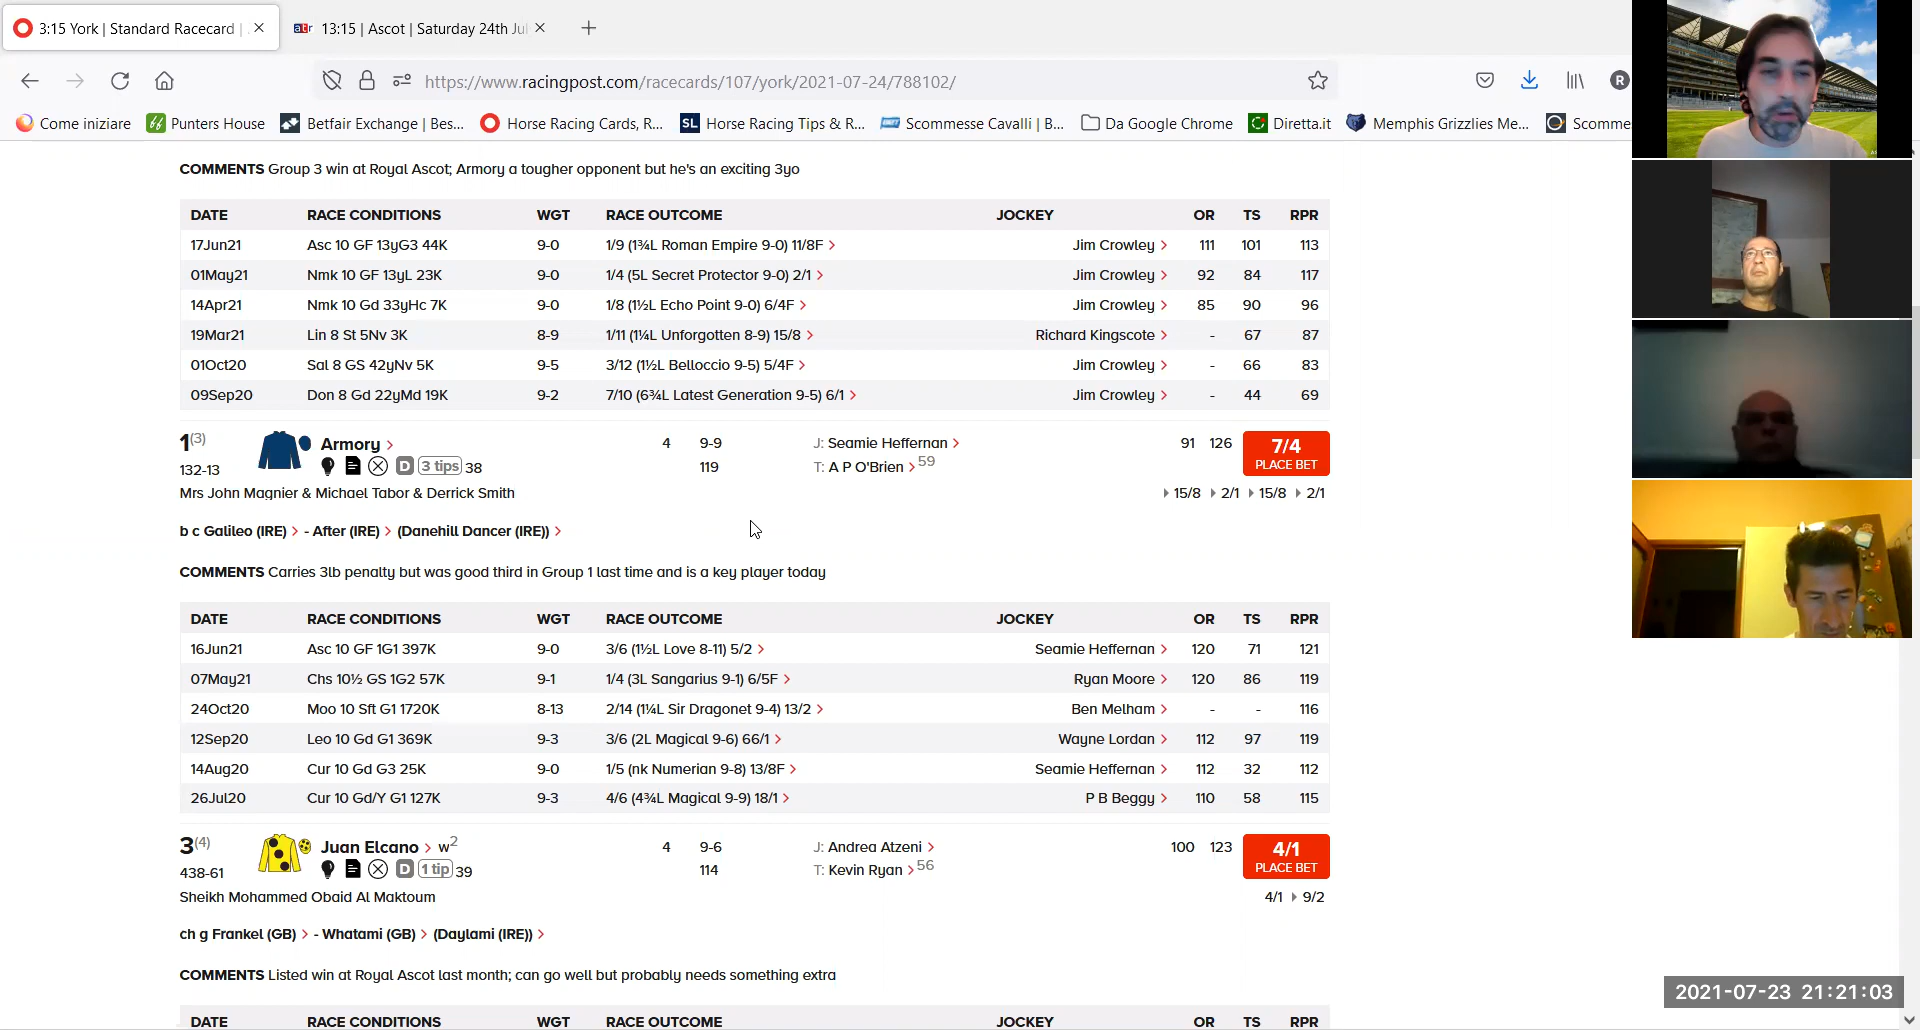 3:15 York | Standard Racecard |
13:15 | Ascot | Saturday 24th Jul
https://www.racingpost.com/racecards/107/york/2021-07-24/788102/
Come iniziare Punters House Betfair Exchange | Bes... Horse Racing Cards, R... Horse Racing Tips & R... Scommesse Cavalli | B... Da Google Chrome Diretta.it Memphis Grizzlies Me... Scomme
COMMENTS Group 3 win at Royal Ascot; Armory a tougher opponent but he's an exciting 3yo
DATE RACE CONDITIONS WGT RACE OUTCOME JOCKEY OR TS RPR
17Jun21 Asc 10 GF 13yG3 44K 9-0 1/9 (1¾L Roman Empire 9-0) 11/8F Jim Crowley 111 101 113
01May21 Nmk 10 GF 13yL 23K 9-0 1/4 (5L Secret Protector 9-0) 2/1 Jim Crowley 92 84 117
14Apr21 Nmk 10 Gd 33yHc 7K 9-0 1/8 (1½L Echo Point 9-0) 6/4F Jim Crowley 85 90 96
19Mar21 Lin 8 St 5Nv 3K 8-9 1/11 (1¼L Unforgotten 8-9) 15/8 Richard Kingscote - 67 87
01Oct20 Sal 8 GS 42yNv 5K 9-5 3/12 (1½L Belloccio 9-5) 5/4F Jim Crowley - 66 83
09Sep20 Don 8 Gd 22yMd 19K 9-2 7/10 (6¾L Latest Generation 9-5) 6/1 Jim Crowley - 44 69
1(3) Armory 4 9-9 J: Seamie Heffernan 91 126 7/4
132-13 D 3 tips 38 119 T: A P O'Brien 59 PLACE BET
Mrs John Magnier & Michael Tabor & Derrick Smith 15/8 2/1 15/8 2/1
b c Galileo (IRE) - After (IRE) (Danehill Dancer (IRE))
COMMENTS Carries 3lb penalty but was good third in Group 1 last time and is a key player today
DATE RACE CONDITIONS WGT RACE OUTCOME JOCKEY OR TS RPR
16Jun21 Asc 10 GF 1G1 397K 9-0 3/6 (1½L Love 8-11) 5/2 Seamie Heffernan 120 71 121
07May21 Chs 10½ GS 1G2 57K 9-1 1/4 (3L Sangarius 9-1) 6/5F Ryan Moore 120 86 119
24Oct20 Moo 10 Sft G1 1720K 8-13 2/14 (1¼L Sir Dragonet 9-4) 13/2 Ben Melham - - 116
12Sep20 Leo 10 Gd G1 369K 9-3 3/6 (2L Magical 9-6) 66/1 Wayne Lordan 112 97 119
14Aug20 Cur 10 Gd G3 25K 9-0 1/5 (nk Numerian 9-8) 13/8F Seamie Heffernan 112 32 112
26Jul20 Cur 10 Gd/Y G1 127K 9-3 4/6 (4¾L Magical 9-9) 18/1 P B Beggy 110 58 115
3(4) Juan Elcano w2 4 9-6 J: Andrea Atzeni 100 123 4/1
438-61 D 1 tip 39 114 T: Kevin Ryan 56 PLACE BET
Sheikh Mohammed Obaid Al Maktoum 4/1 9/2
ch g Frankel (GB) - Whatami (GB) (Daylami (IRE))
COMMENTS Listed win at Royal Ascot last month; can go well but probably needs something extra
DATE RACE CONDITIONS WGT RACE OUTCOME JOCKEY OR TS RPR
2021-07-23 21:21:03